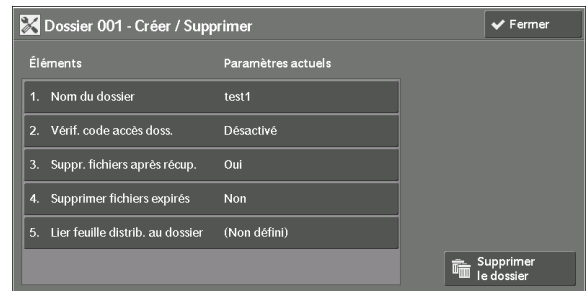 Dossier 001 - Créer / Supprimer
Fermer
Éléments Paramètres actuels
1. Nom du dossier test1
2. Vérif. code accès doss. Désactivé
3. Suppr. fichiers après récup. Oui
4. Supprimer fichiers expirés Non
5. Lier feuille distrib. au dossier (Non défini)
Supprimer
le dossier